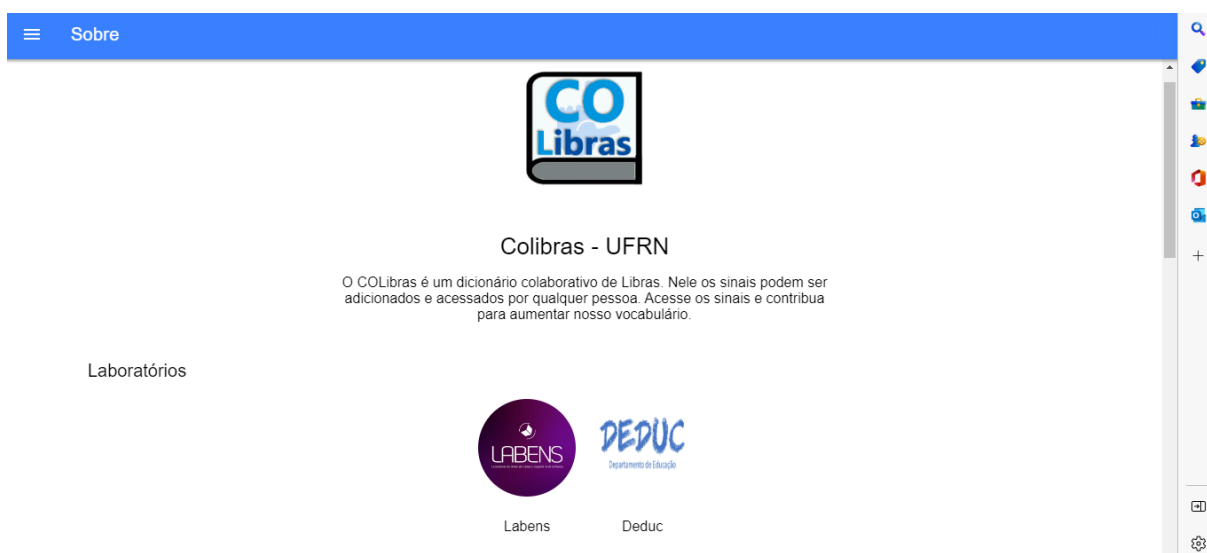 Sobre
CO
Libras
Colibras - UFRN
O COLibras é um dicionário colaborativo de Libras. Nele os sinais podem ser
adicionados e acessados por qualquer pessoa. Acesse os sinais e contribua
para aumentar nosso vocabulário.
Laboratórios
LABENS
DEDUC
Departamento de Educação
Labens
Deduc